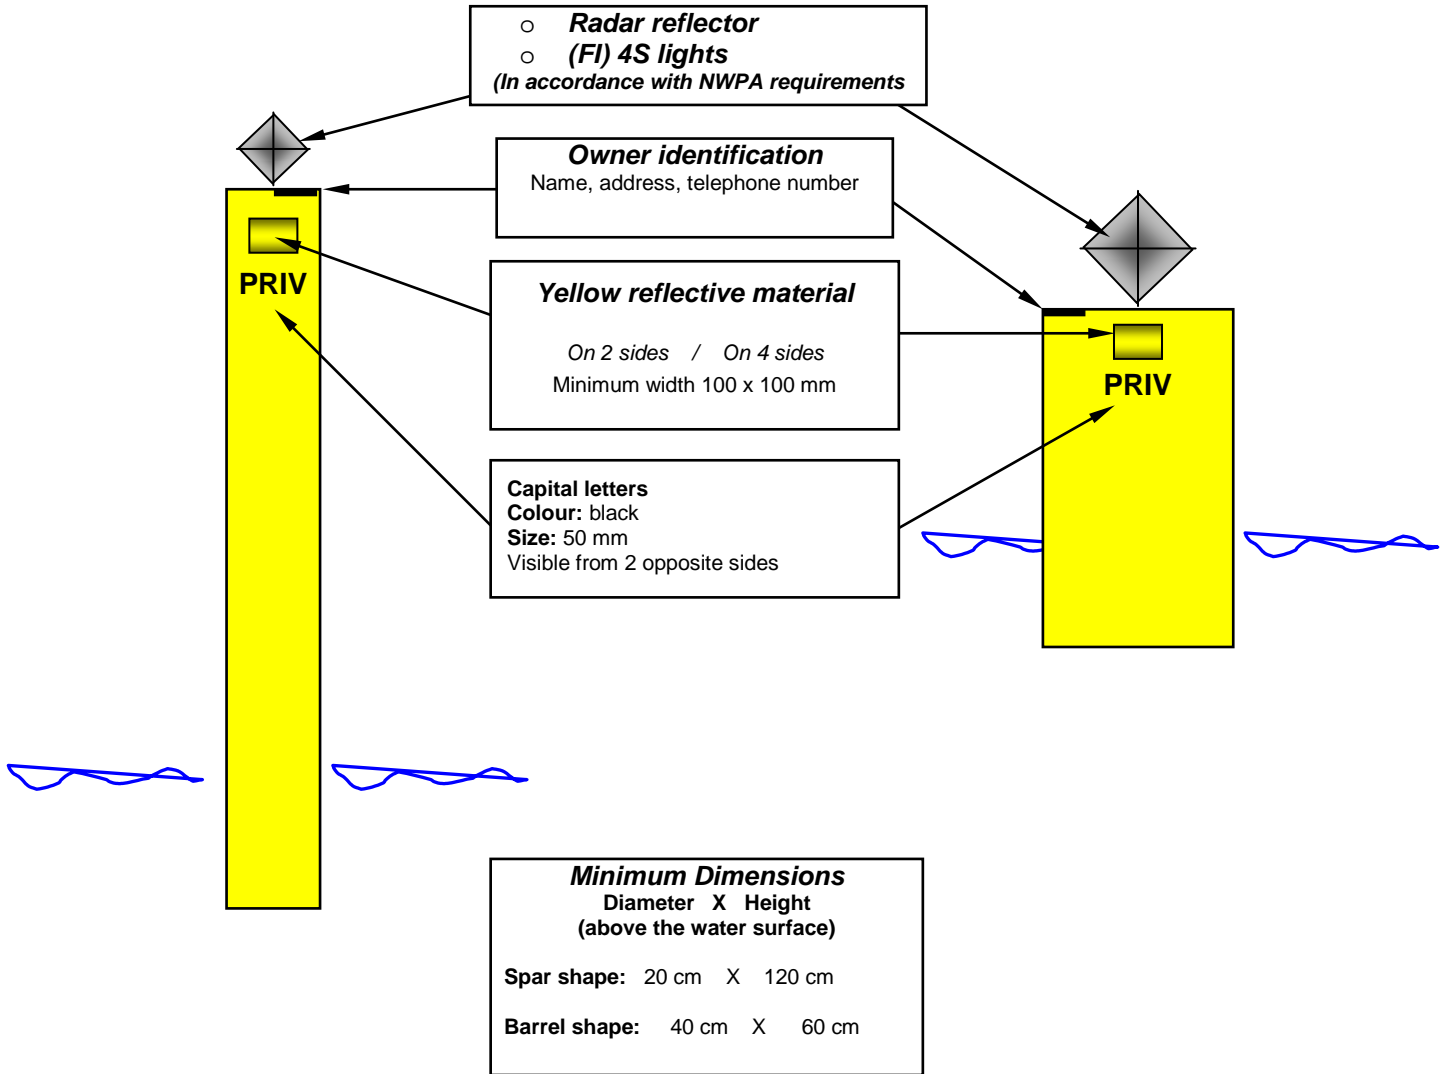 o Radar reflector
o (Fl) 4S lights
(In accordance with NWPA requirements
Owner identification
Name, address, telephone number
PRIV
Yellow reflective material
On 2 sides / On 4 sides
Minimum width 100 x 100 mm
PRIV
Capital letters
Colour: black
Size: 50 mm
Visible from 2 opposite sides
Minimum Dimensions
Diameter X Height
(above the water surface)
Spar shape: 20 cm X 120 cm
Barrel shape: 40 cm X 60 cm